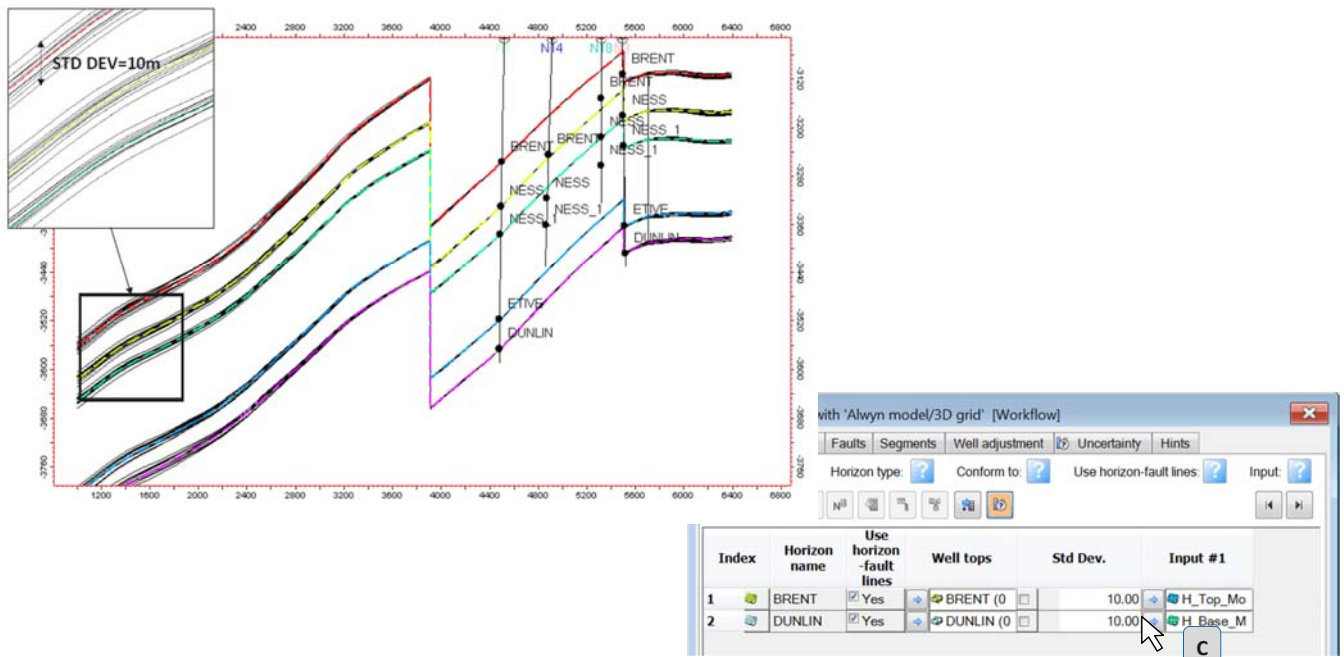 2400 2800 3200 3600 4000 4400 4800 5200 5600 6000 6400 6800
STD DEV=10m
NT4 NT8
BRENT
BRENT
NESS
NESS
NESS_1
BRENT
BRENT
NESS_1
NESS
NESS
NESS_1
NESS_1
ETIVE
DUNLIN
ETIVE
DUNLIN
-3120
-3200
-3280
-3360
-3440
-3520
-3600
-3680
-3760
-3440
-3520
-3600
-3680
-3760
1200 1600 2000 2400 2800 3200 3600 4000 4400 4800 5200 5600 6000 6400 6800
with 'Alwyn model/3D grid' [Workflow]
Faults Segments Well adjustment Uncertainty Hints
Horizon type: Conform to: Use horizon-fault lines: Input:
Index Horizon name Use horizon-fault lines Well tops Std Dev. Input #1
1 BRENT Yes BRENT (0 10.00 H_Top_Mo
2 DUNLIN Yes DUNLIN (0 10.00 H_Base_M
C